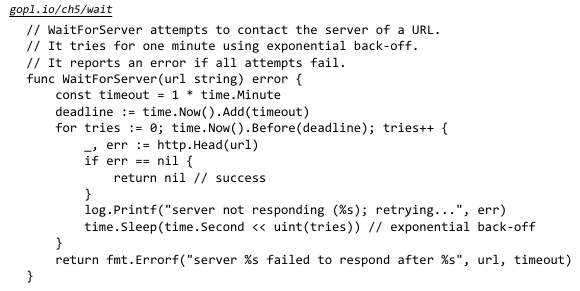 gopl.io/ch5/wait
// WaitForServer attempts to contact the server of a URL.
// It tries for one minute using exponential back-off.
// It reports an error if all attempts fail.
func WaitForServer(url string) error {
    const timeout = 1 * time.Minute
    deadline := time.Now().Add(timeout)
    for tries := 0; time.Now().Before(deadline); tries++ {
        _, err := http.Head(url)
        if err == nil {
            return nil // success
        }
        log.Printf("server not responding (%s); retrying...", err)
        time.Sleep(time.Second << uint(tries)) // exponential back-off
    }
    return fmt.Errorf("server %s failed to respond after %s", url, timeout)
}